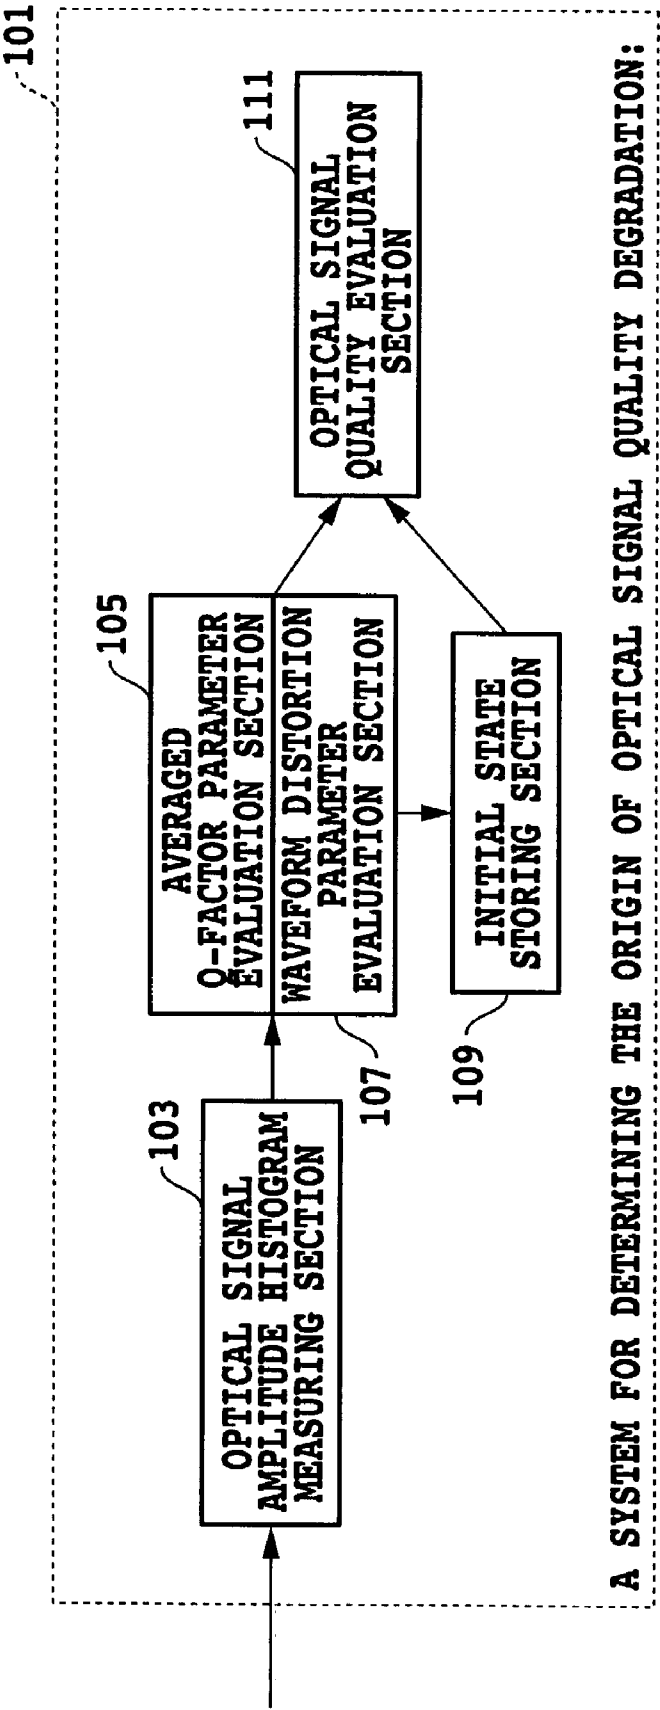 101
103
OPTICAL SIGNAL
AMPLITUDE HISTOGRAM
MEASURING SECTION
105
AVERAGED
Q-FACTOR PARAMETER
EVALUATION SECTION
WAVEFORM DISTORTION
PARAMETER
EVALUATION SECTION
107
109
INITIAL STATE
STORING SECTION
111
OPTICAL SIGNAL
QUALITY EVALUATION
SECTION
A SYSTEM FOR DETERMINING THE ORIGIN OF OPTICAL SIGNAL QUALITY DEGRADATION: